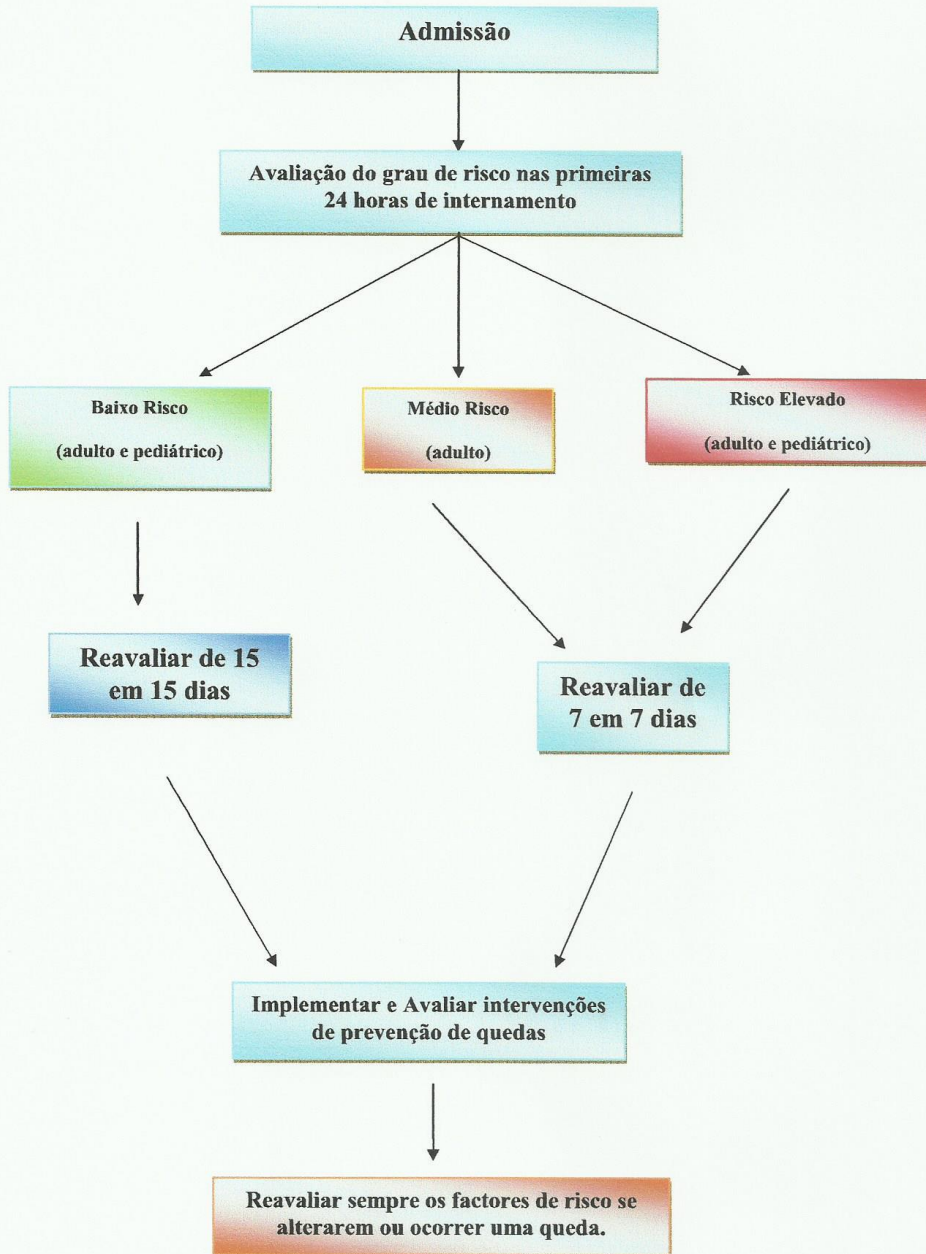 Admissão
Avaliação do grau de risco nas primeiras
24 horas de internamento
Baixo Risco
(adulto e pediátrico)
Médio Risco
(adulto)
Risco Elevado
(adulto e pediátrico)
Reavaliar de 15
em 15 dias
Reavaliar de
7 em 7 dias
Implementar e Avaliar intervenções
de prevenção de quedas
Reavaliar sempre os factores de risco se
alterarem ou ocorrer uma queda.